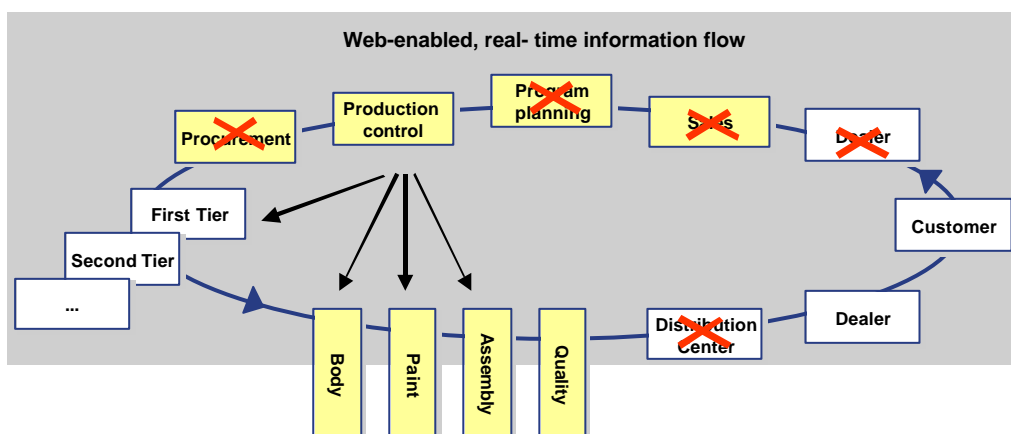 Web-enabled, real- time information flow
Program
planning
Production
control
Procurement
Sales
Dealer
First Tier
Customer
Second Tier
...
Body
Paint
Assembly
Quality
Distribution
Center
Dealer